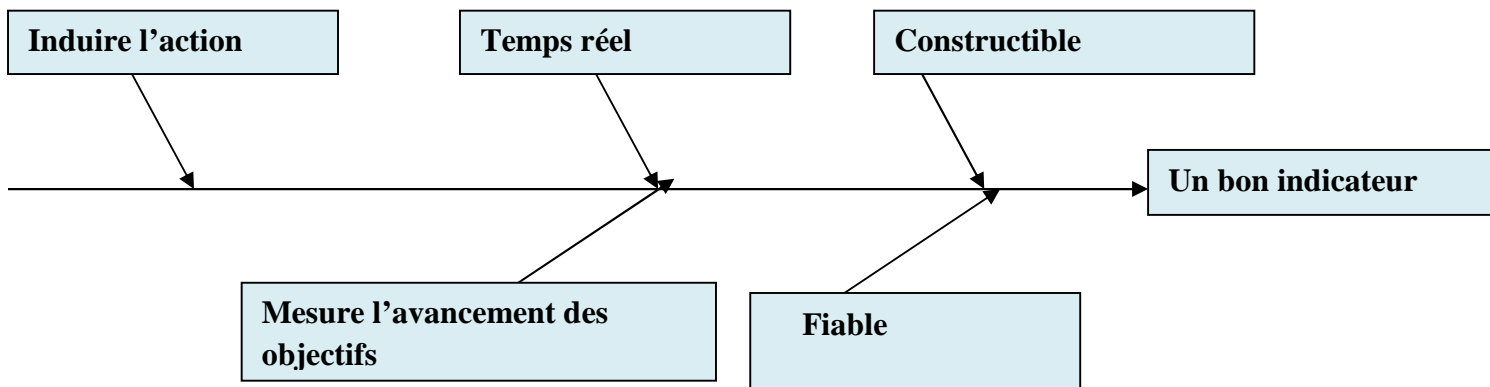 Induire l’action
Temps réel
Constructible
Un bon indicateur
Mesure l’avancement des
objectifs
Fiable